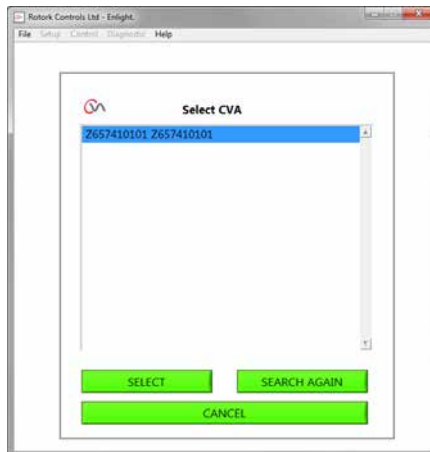 Rotork Controls Ltd - Enlight.
File Setup Control Diagnostic Help
Select CVA
Z657410101 Z657410101
SELECT
SEARCH AGAIN
CANCEL